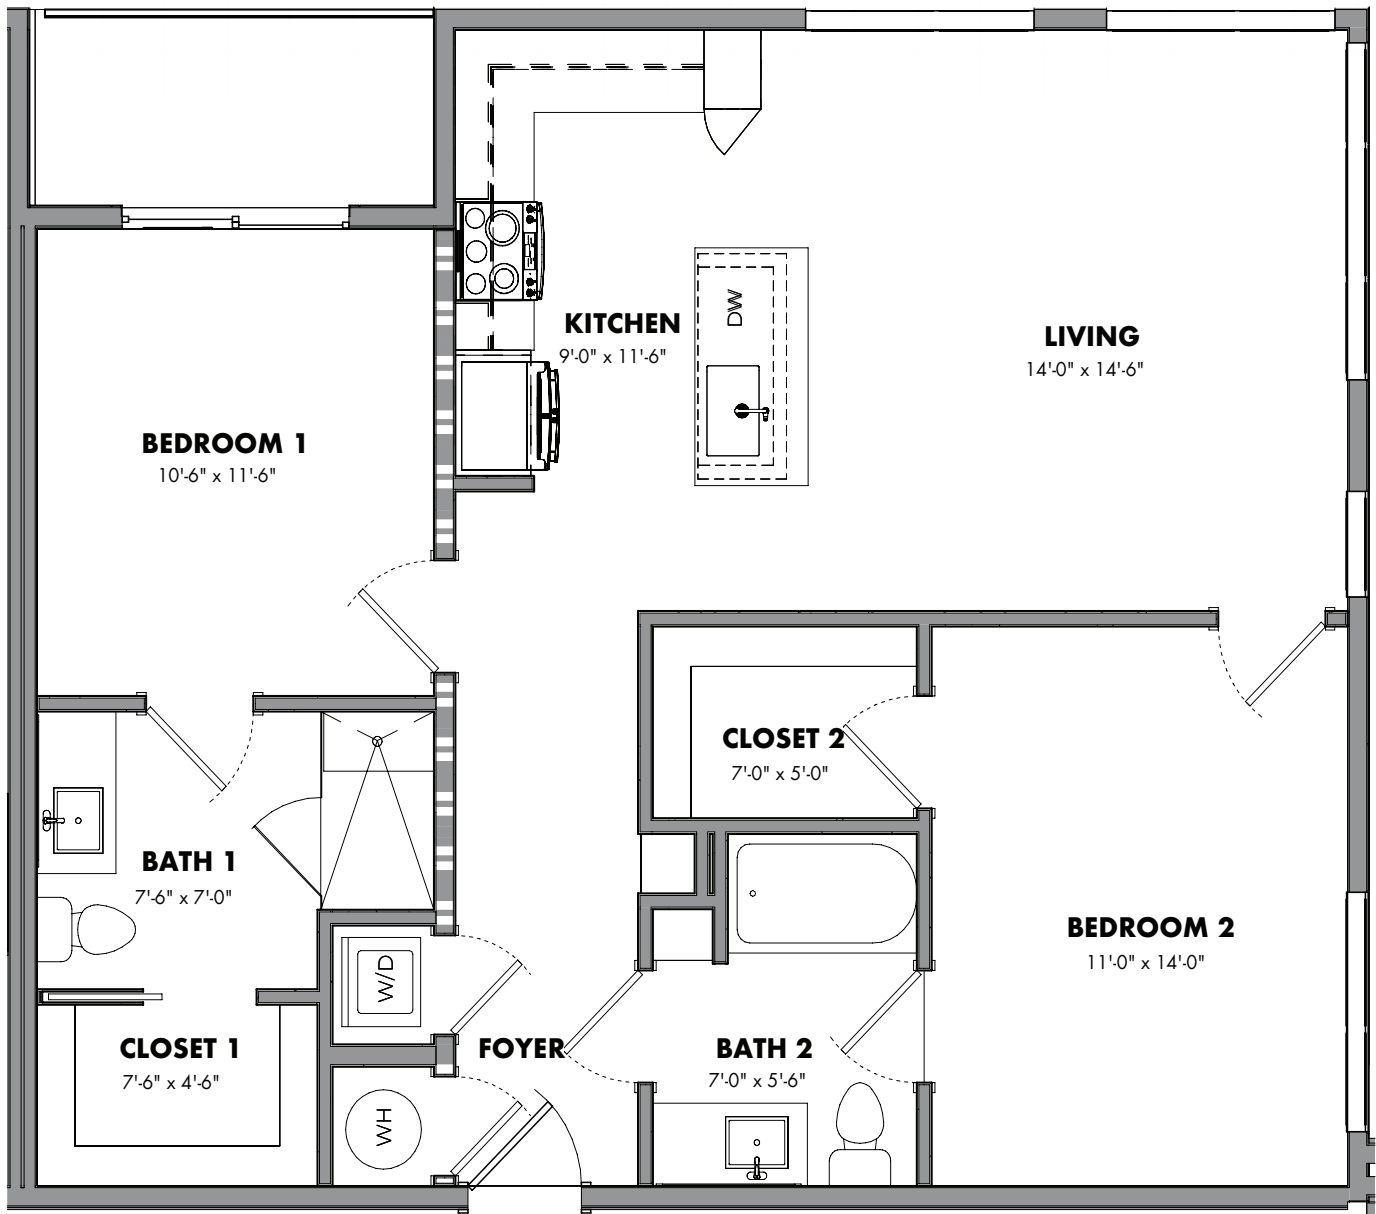 DW
KITCHEN
9'-0" x 11'-6"
LIVING
14'-0" x 14'-6"
BEDROOM 1
10'-6" x 11'-6"
CLOSET 2
7'-0" x 5'-0"
BATH 1
7'-6" x 7'-0"
BEDROOM 2
11'-0" x 14'-0"
W/D
FOYER
CLOSET 1
7'-6" x 4'-6"
BATH 2
7'-0" x 5'-6"
WH